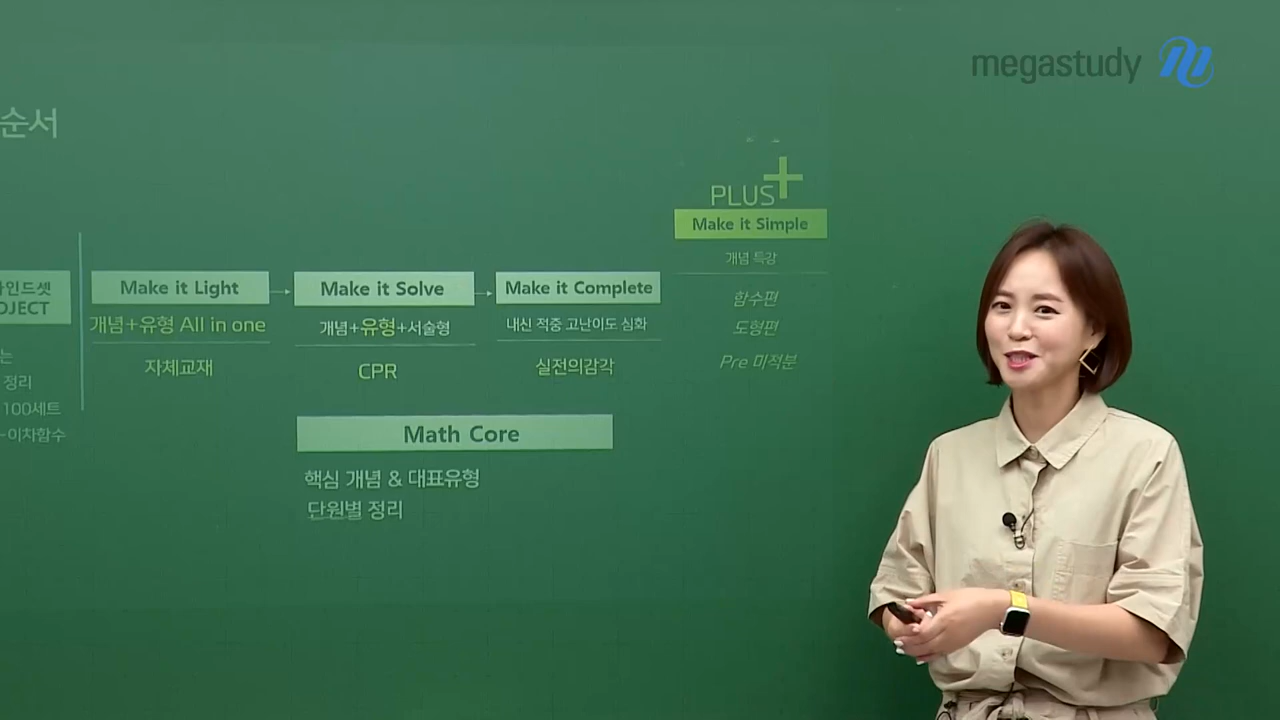 megastudy
순서
PLUS+
Make it Simple
개념 특강
함수편
도형편
Pre 미적분
인드셋
OJECT
는
정리
100세트
-이차함수
Make it Light
개념+유형 All in one
자체교재
Make it Solve
개념+유형+서술형
CPR
Make it Complete
내신 적중 고난이도 심화
실전의감각
Math Core
핵심 개념 & 대표유형
단원별 정리